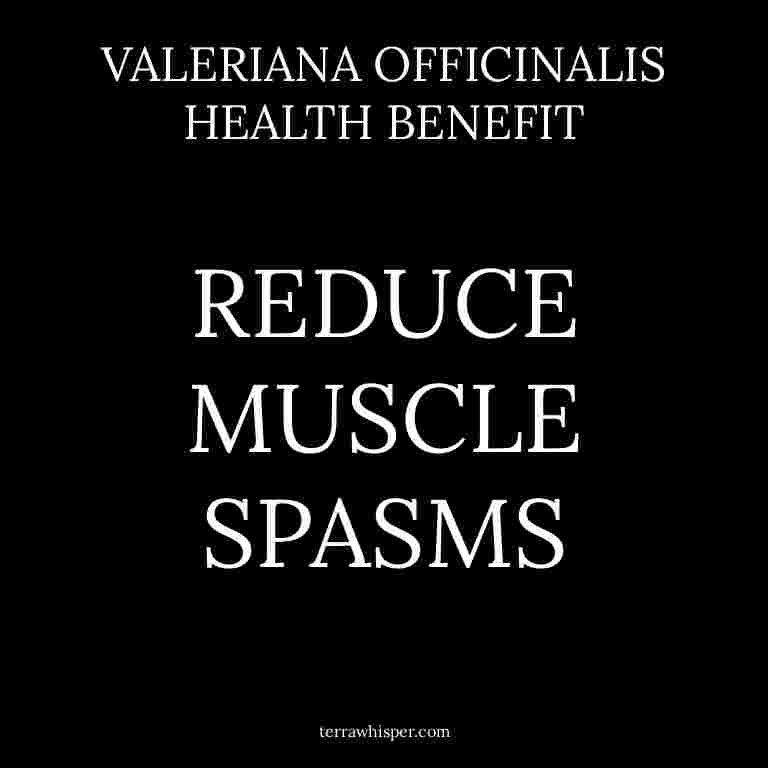 VALERIANA OFFICINALIS
HEALTH BENEFIT
REDUCE
MUSCLE
SPASMS
terrawhisper.com